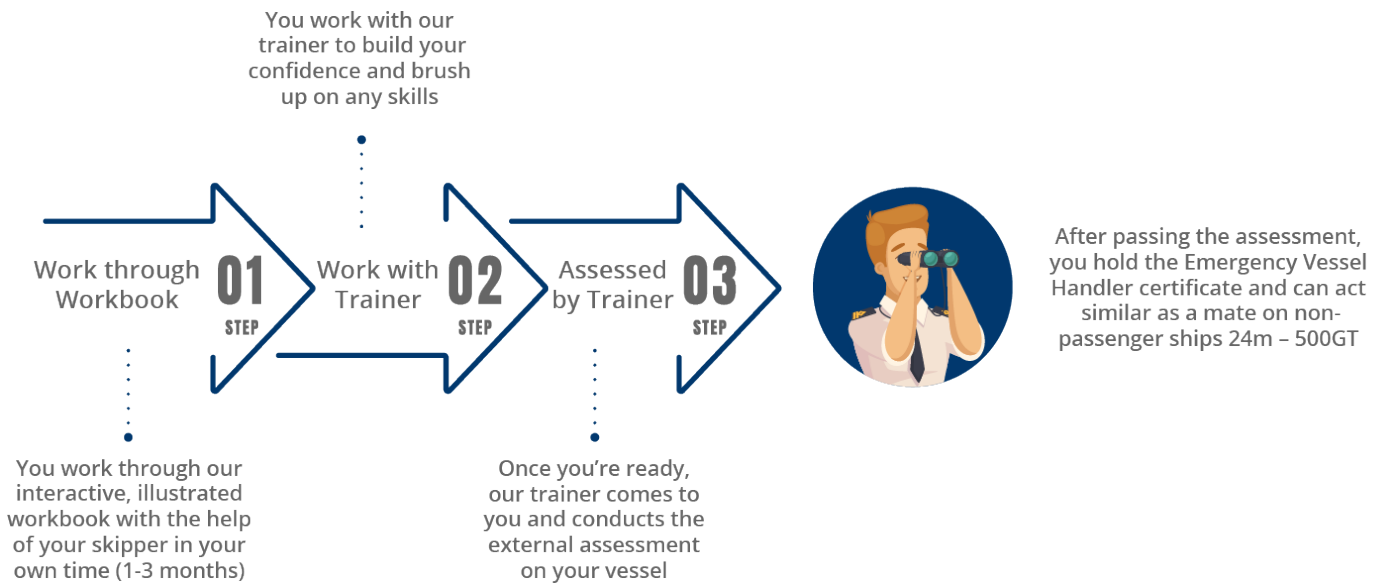 You work with our
trainer to build your
confidence and brush
up on any skills
Work through
Workbook
01
STEP
Work with
Trainer
02
STEP
Assessed
by Trainer
03
STEP
After passing the assessment,
you hold the Emergency Vessel
Handler certificate and can act
similar as a mate on non-
passenger ships 24m – 500GT
You work through our
interactive, illustrated
workbook with the help
of your skipper in your
own time (1-3 months)
Once you’re ready,
our trainer comes to
you and conducts the
external assessment
on your vessel